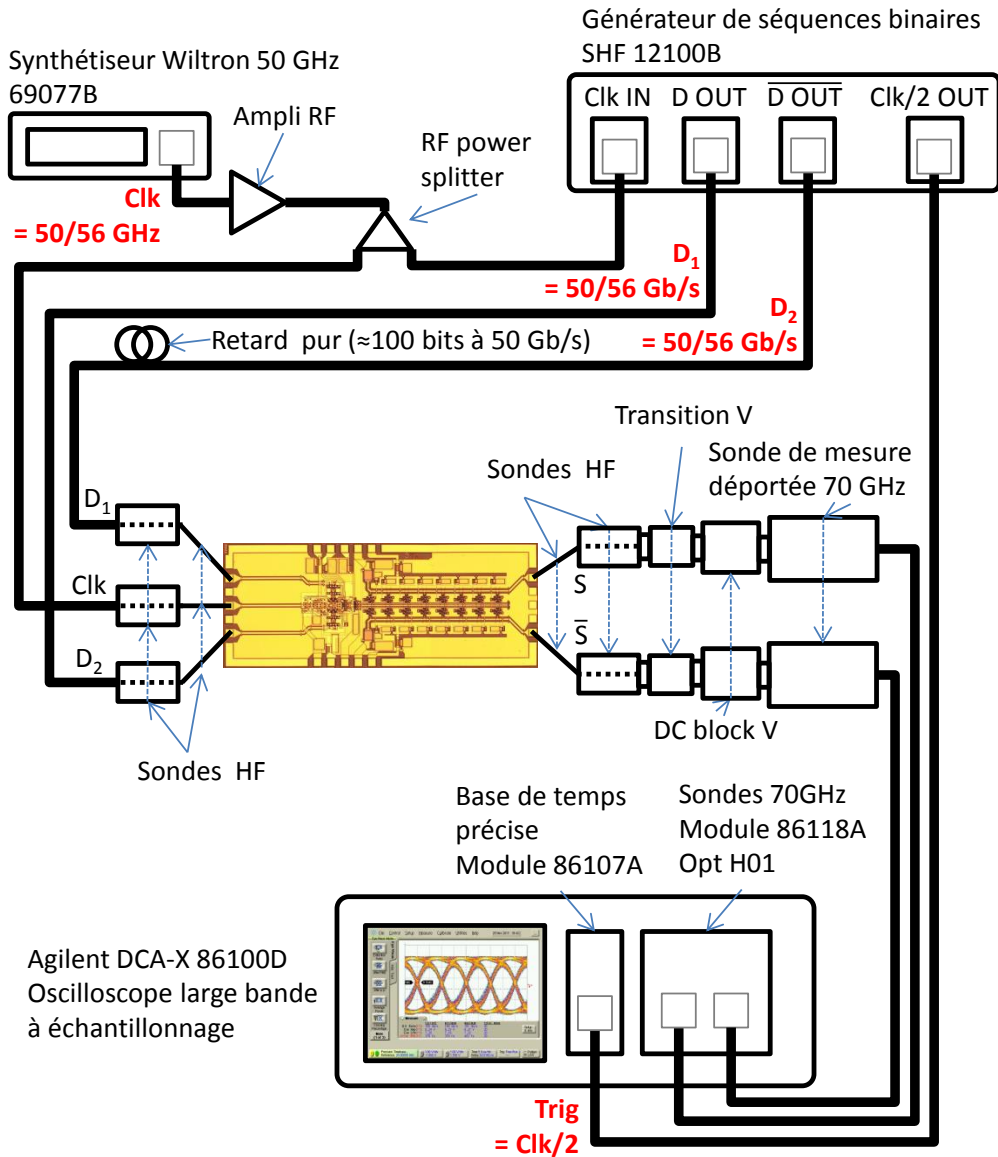 Générateur de séquences binaires
SHF 12100B
Synthétiseur Wiltron 50 GHz
69077B
Ampli RF
Clk IN
D OUT
D OUT
Clk/2 OUT
RF power
splitter
Clk
= 50/56 GHz
D₁
= 50/56 Gb/s
D₂
= 50/56 Gb/s
Retard pur (≈100 bits à 50 Gb/s)
Transition V
Sondes HF
Sonde de mesure
déportée 70 GHz
D₁
Clk
D₂
S
S̅
Sondes HF
DC block V
Base de temps
précise
Module 86107A
Sondes 70GHz
Module 86118A
Opt H01
Agilent DCA-X 86100D
Oscilloscope large bande
à échantillonnage
Trig
= Clk/2